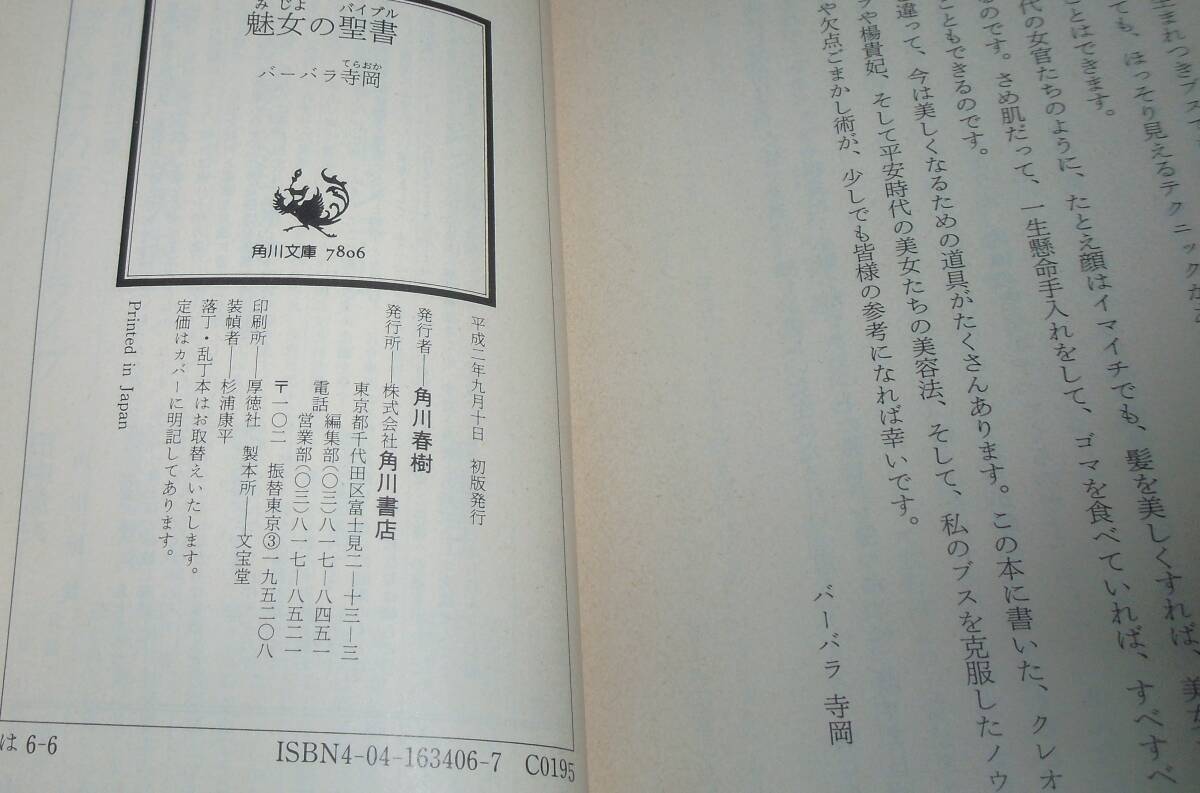 生まれつきブスで
ても、ほっそり見えるテクニックが
ことはできます。
代の女官たちのように、たとえ顔はイマイチでも、髪を美しくすれば、美女
るのです。さめ肌だって、一生懸命手入れをして、ゴマを食べていれば、すべすべ
こともできるのです。
違って、今は美しくなるための道具がたくさんあります。この本に書いた、クレオ
ラや楊貴妃、そして平安時代の美女たちの美容法、そして、私のブスを克服したノウ
や欠点ごまかし術が、少しでも皆様の参考になれば幸いです。
バーバラ 寺岡
みじょ バイブル
魅女の聖書
てらおか
バーバラ寺岡
角川文庫 7806
平成二年九月十日 初版発行
発行者――角川春樹
発行所――株式会社角川書店
東京都千代田区富士見二―十三―三
電話 編集部(〇三)八一七―八四五一
営業部(〇三)八一七―八五二一
〒一〇二 振替東京③一九五二〇八
印刷所――厚徳社 製本所――文宝堂
装幀者――杉浦康平
落丁・乱丁本はお取替えいたします。
定価はカバーに明記してあります。
Printed in Japan
は 6-6
ISBN4-04-163406-7 C0195